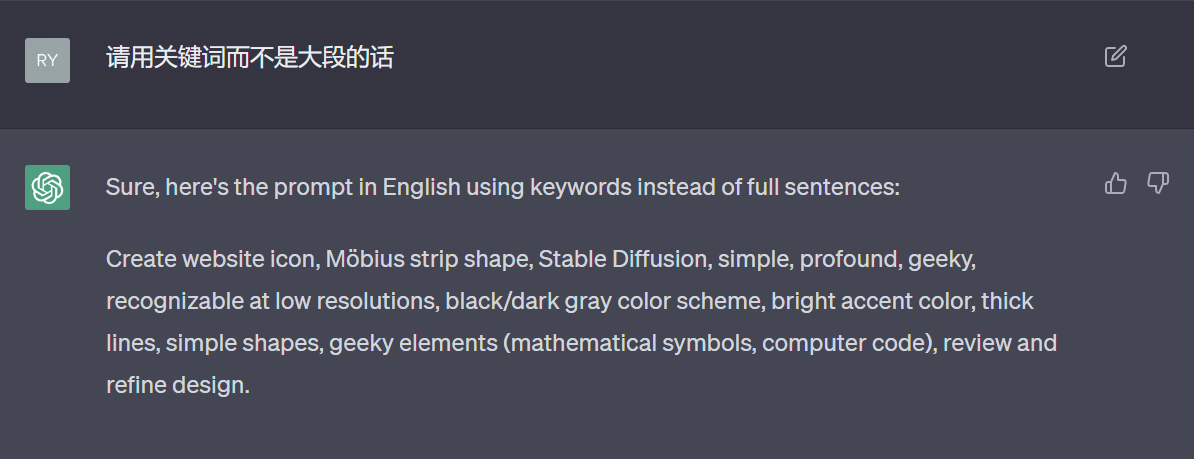 RY
请用关键词而不是大段的话
Sure, here's the prompt in English using keywords instead of full sentences:
Create website icon, Möbius strip shape, Stable Diffusion, simple, profound, geeky,
recognizable at low resolutions, black/dark gray color scheme, bright accent color, thick
lines, simple shapes, geeky elements (mathematical symbols, computer code), review and
refine design.